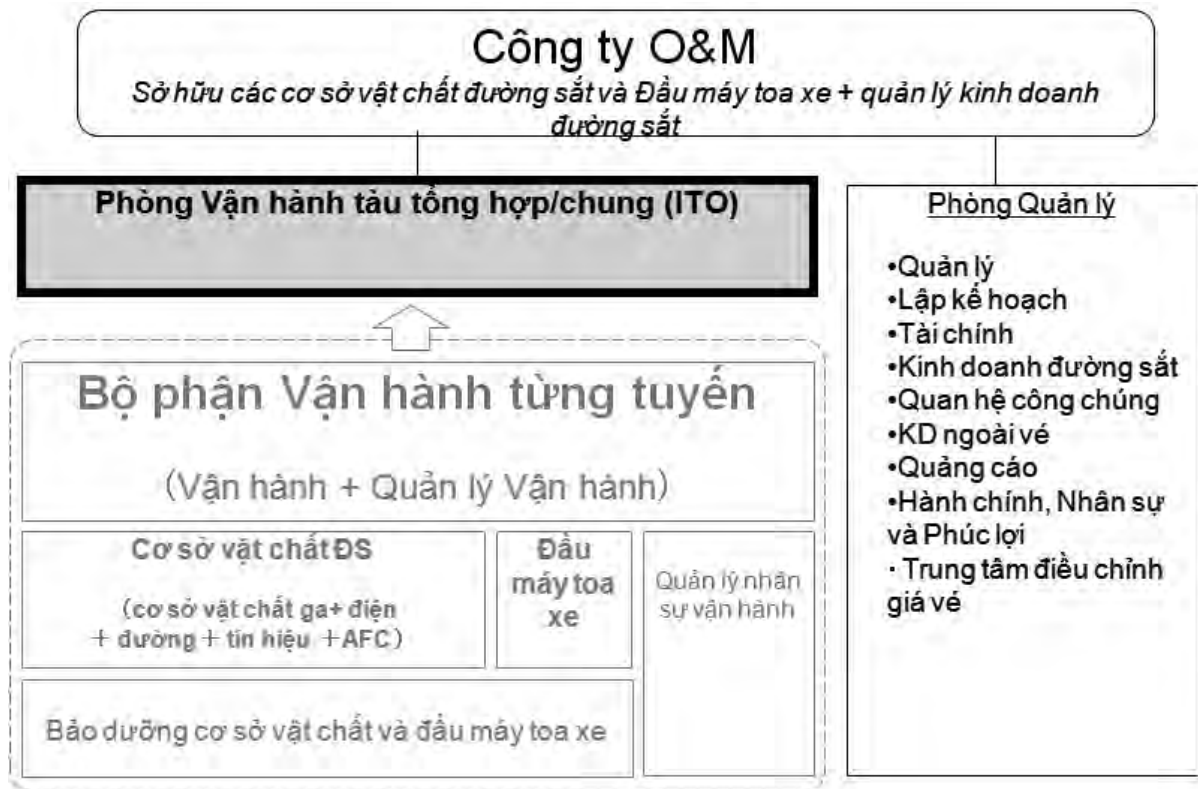 Công ty O&M
Sở hữu các cơ sở vật chất đường sắt và Đầu máy toa xe + quản lý kinh doanh
đường sắt
Phòng Vận hành tàu tổng hợp/chung (ITO)
Bộ phận Vận hành từng tuyến
(Vận hành + Quản lý Vận hành)
Cơ sở vật chất ĐS
(cơ sở vật chất ga+ điện
+ đường + tín hiệu +AFC)
Đầu
máy toa
xe
Quản lý nhân
sự vận hành
Bảo dưỡng cơ sở vật chất và đầu máy toa xe
Phòng Quản lý
•Quản lý
•Lập kế hoạch
•Tài chính
•Kinh doanh đường sắt
•Quan hệ công chúng
•KD ngoài vé
•Quảng cáo
•Hành chính, Nhân sự
và Phúc lợi
· Trung tâm điều chỉnh
giá vé